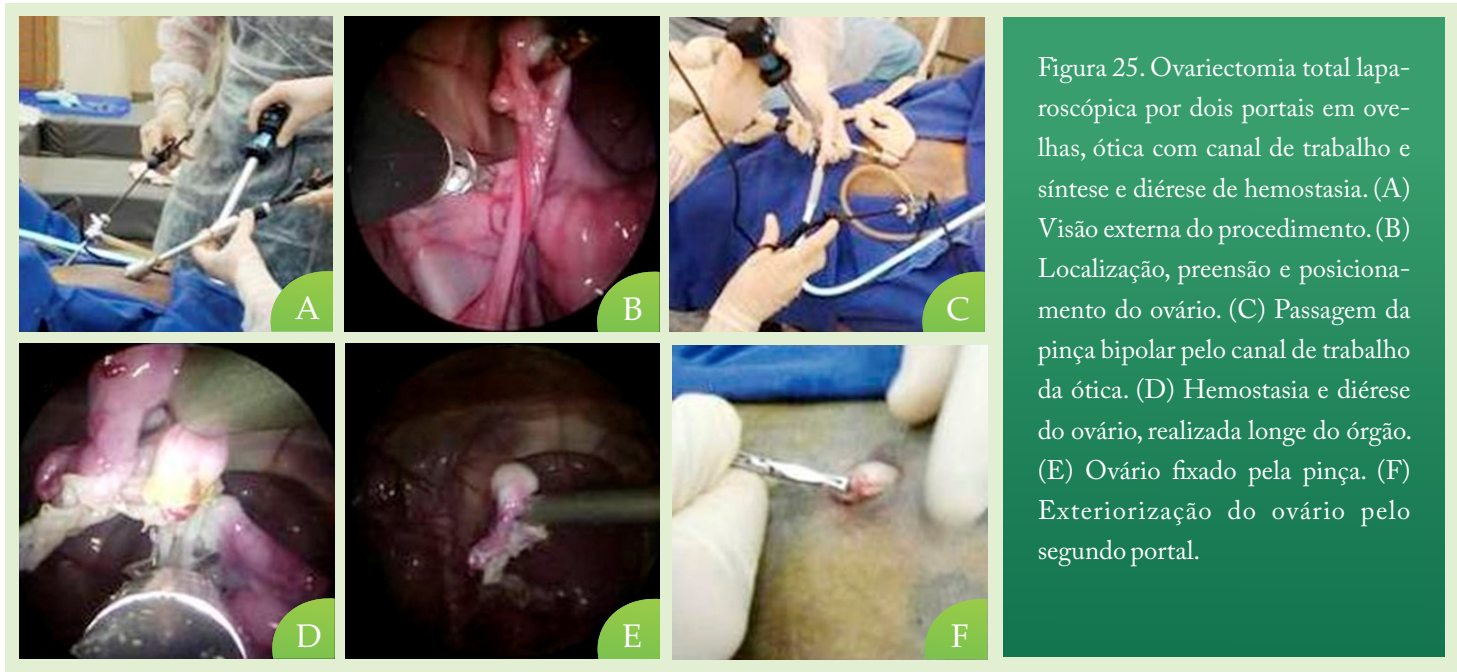 A
B
C
D
E
F
Figura 25. Ovariectomia total lapa-
roscópica por dois portais em ove-
lhas, ótica com canal de trabalho e
síntese e diérese de hemostasia. (A)
Visão externa do procedimento. (B)
Localização, preensão e posiciona-
mento do ovário. (C) Passagem da
pinça bipolar pelo canal de trabalho
da ótica. (D) Hemostasia e diérese
do ovário, realizada longe do órgão.
(E) Ovário fixado pela pinça. (F)
Exteriorização do ovário pelo
segundo portal.